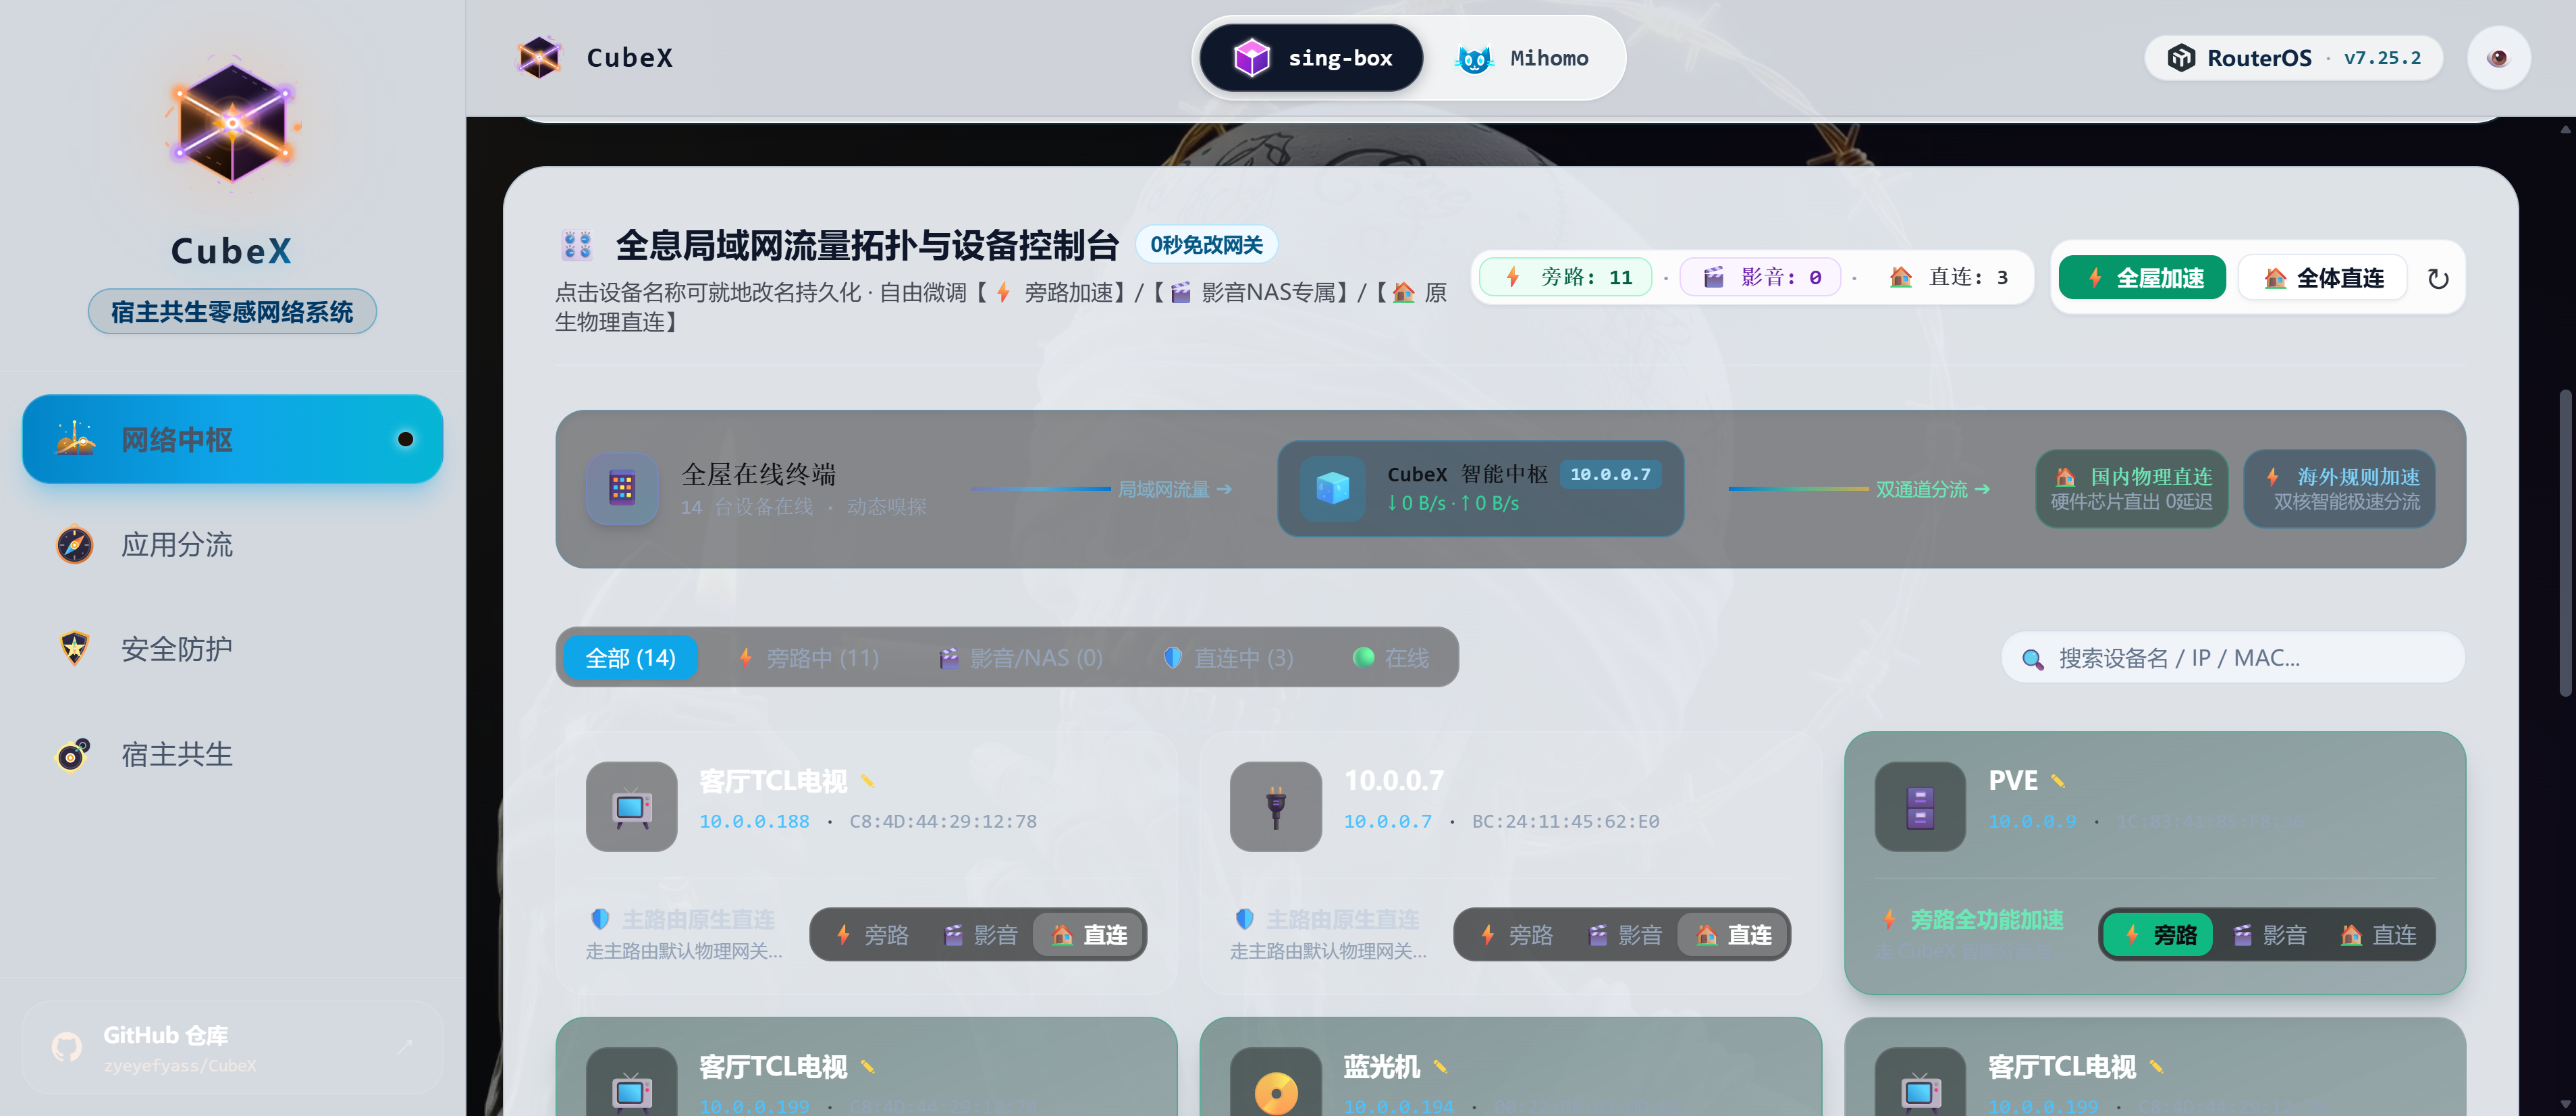 CubeX
宿主共生零感网络系统
网络中枢
应用分流
安全防护
宿主共生
GitHub 仓库
zyeyefyass/CubeX
CubeX
sing-box
Mihomo
RouterOS · v7.25.2
全息局域网流量拓扑与设备控制台
0秒免改网关
点击设备名称可就地改名持久化 · 自由微调【⚡ 旁路加速】/【🎬 影音NAS专属】/【🏠 原
生物理直连】
⚡ 旁路: 11 · 🎬 影音: 0 · 🏠 直连: 3
⚡ 全屋加速
🏠 全体直连
↻
全屋在线终端
14 台设备在线 · 动态嗅探
局域网流量 →
CubeX 智能中枢
10.0.0.7
↓ 0 B/s · ↑ 0 B/s
双通道分流 →
🏠 国内物理直连
硬件芯片直出 0延迟
⚡ 海外规则加速
双核智能极速分流
全部 (14)
⚡ 旁路中 (11)
🎬 影音/NAS (0)
直连中 (3)
在线
搜索设备名 / IP / MAC...
客厅TCL电视
10.0.0.188 · C8:4D:44:29:12:78
主路由原生直连
走主路由默认物理网关...
⚡ 旁路
🎬 影音
🏠 直连
10.0.0.7
10.0.0.7 · BC:24:11:45:62:E0
主路由原生直连
走主路由默认物理网关...
⚡ 旁路
🎬 影音
🏠 直连
PVE
10.0.0.9 ·
⚡ 旁路全功能加速
⚡ 旁路
🎬 影音
🏠 直连
客厅TCL电视
10.0.0.199 · C8:4D:44:29:12:78
蓝光机
10.0.0.194 ·
客厅TCL电视
10.0.0.199 ·